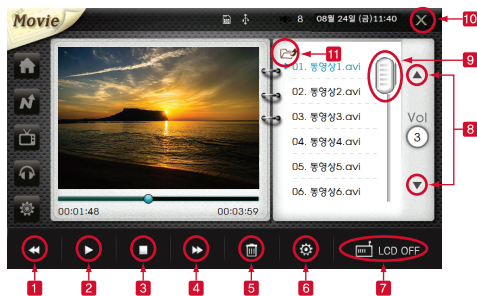 Movie
8 08월 24일 (금)11:40
10
11
9
01. 동영상1.avi
02. 동영상2.avi
03. 동영상3.avi
04. 동영상4.avi
05. 동영상5.avi
06. 동영상6.avi
Vol
3
8
00:01:48 00:03:59
LCD OFF
1 2 3 4 5 6 7